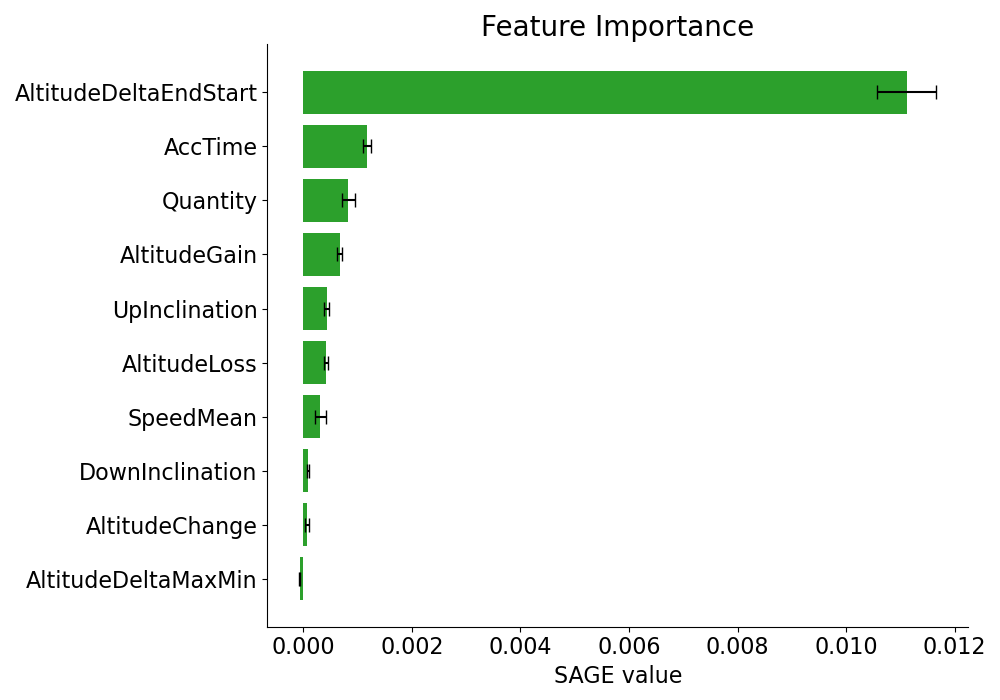 Feature Importance
AltitudeDeltaEndStart
AccTime
Quantity
AltitudeGain
UpInclination
AltitudeLoss
SpeedMean
DownInclination
AltitudeChange
AltitudeDeltaMaxMin
0.000 0.002 0.004 0.006 0.008 0.010 0.012
SAGE value